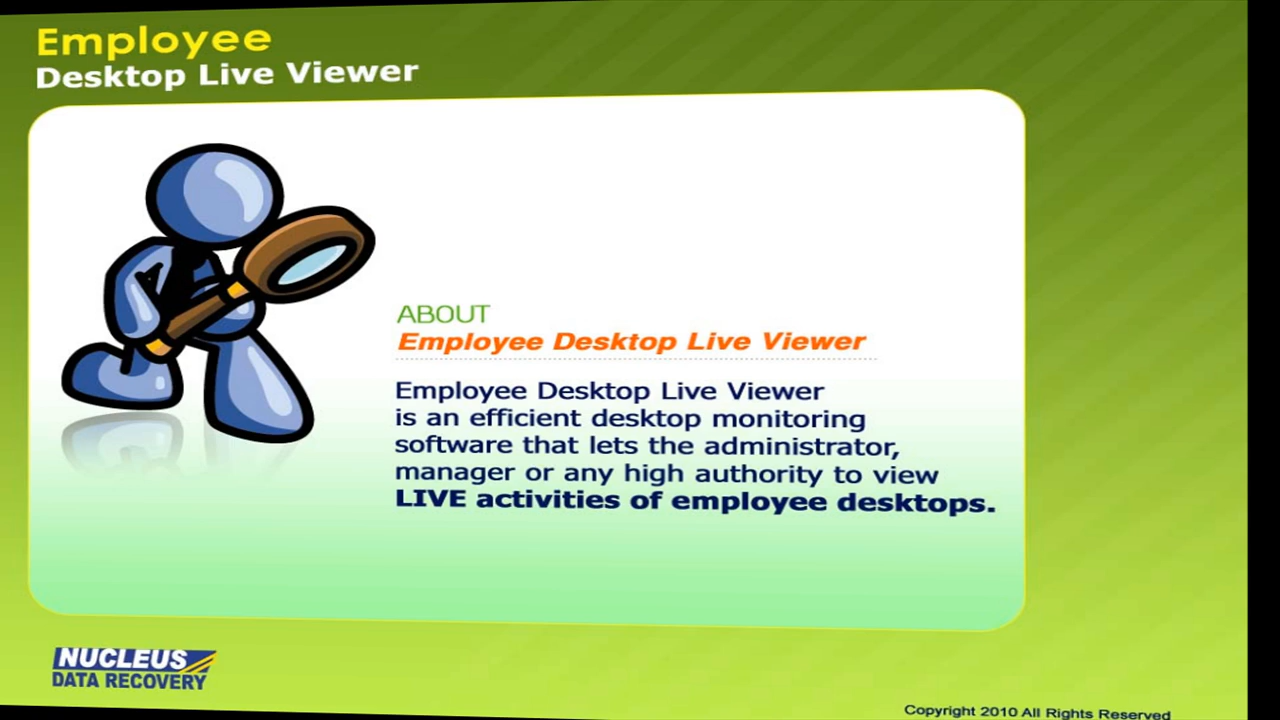 Employee
Desktop Live Viewer
ABOUT
Employee Desktop Live Viewer
Employee Desktop Live Viewer
is an efficient desktop monitoring
software that lets the administrator,
manager or any high authority to view
LIVE activities of employee desktops.
NUCLEUS
DATA RECOVERY
Copyright 2010 All Rights Reserved